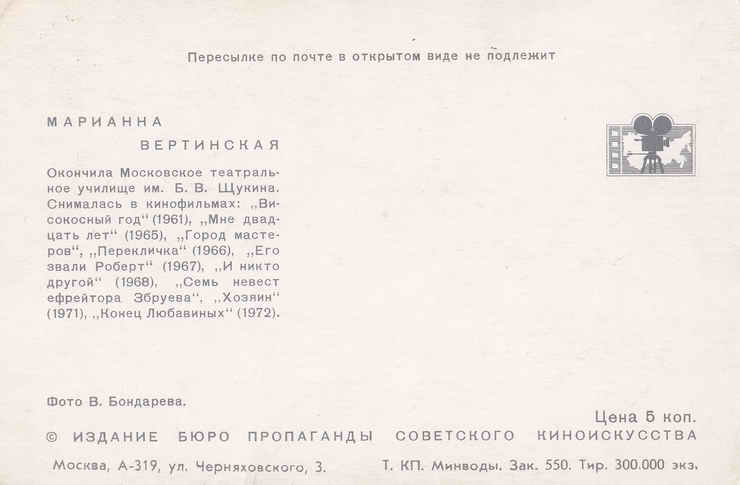 Пересылке по почте в открытом виде не подлежит
МАРИАННА
ВЕРТИНСКАЯ
Окончила Московское театраль-
ное училище им. Б. В. Щукина.
Снималась в кинофильмах: „Ви-
сокосный год“ (1961), „Мне двад-
цать лет“ (1965), „Город масте-
ров“, „Перекличка“ (1966), „Его
звали Роберт“ (1967), „И никто
другой“ (1968), „Семь невест
ефрейтора Збруева“, „Хозяин“
(1971), „Конец Любавиных“ (1972).
Фото В. Бондарева.
Цена 5 коп.
© ИЗДАНИЕ БЮРО ПРОПАГАНДЫ СОВЕТСКОГО КИНОИСКУССТВА
Москва, А-319, ул. Черняховского, 3. Т. КП. Минводы. Зак. 550. Тир. 300.000 экз.